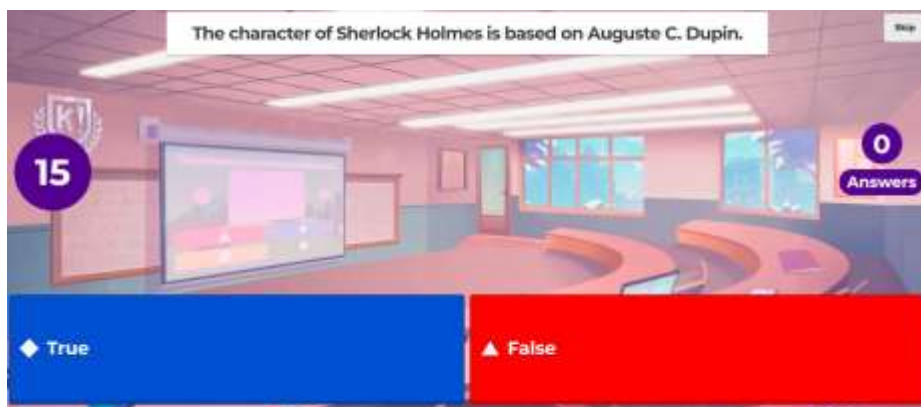 The character of Sherlock Holmes is based on Auguste C. Dupin.
Skip
K!
15
0
Answers
True
False